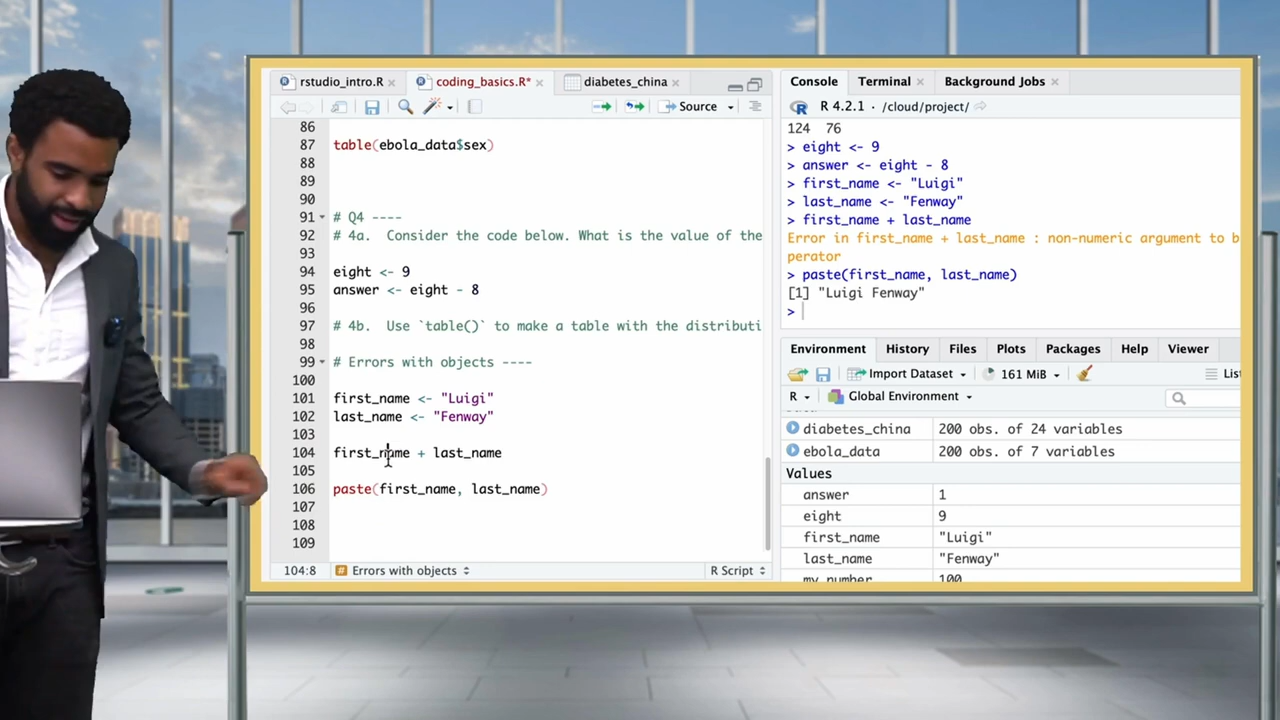 rstudio_intro.R
coding_basics.R*
diabetes_china
Source
86
87 table(ebola_data$sex)
88
89
90
91 # Q4 ----
92 # 4a. Consider the code below. What is the value of the
93
94 eight <- 9
95 answer <- eight - 8
96
97 # 4b. Use `table()` to make a table with the distributi
98
99 # Errors with objects ----
100
101 first_name <- "Luigi"
102 last_name <- "Fenway"
103
104 first_name + last_name
105
106 paste(first_name, last_name)
107
108
109
104:8 # Errors with objects R Script
Console Terminal Background Jobs
R R 4.2.1 · /cloud/project/
124 76
> eight <- 9
> answer <- eight - 8
> first_name <- "Luigi"
> last_name <- "Fenway"
> first_name + last_name
Error in first_name + last_name : non-numeric argument to b
perator
> paste(first_name, last_name)
[1] "Luigi Fenway"
>
Environment History Files Plots Packages Help Viewer
Import Dataset 161 MiB Lis
R Global Environment
diabetes_china 200 obs. of 24 variables
ebola_data 200 obs. of 7 variables
Values
answer 1
eight 9
first_name "Luigi"
last_name "Fenway"
my_number 100